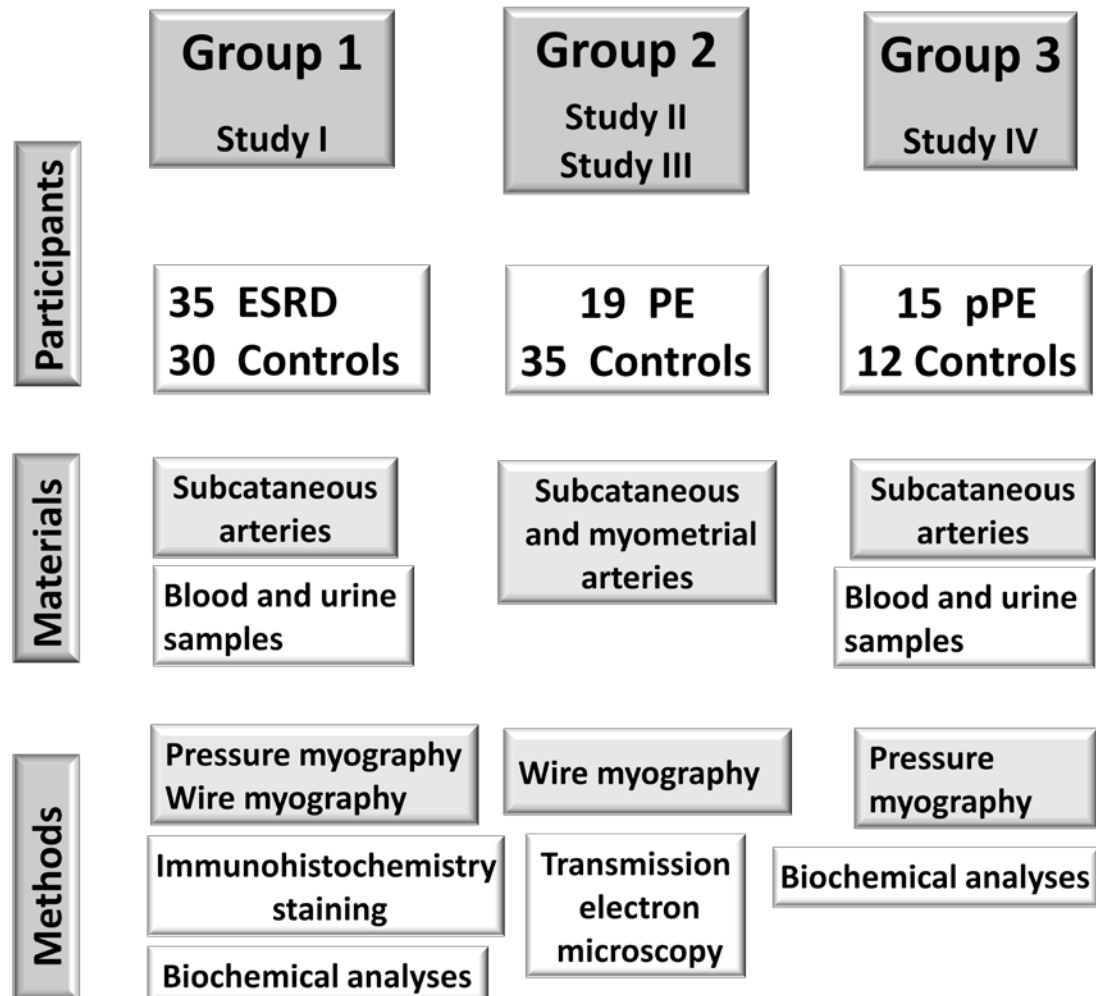 Group 1
Study I
Group 2
Study II
Study III
Group 3
Study IV
Participants
35 ESRD
30 Controls
19 PE
35 Controls
15 pPE
12 Controls
Materials
Subcataneous
arteries
Blood and urine
samples
Subcataneous
and myometrial
arteries
Subcataneous
arteries
Blood and urine
samples
Methods
Pressure myography
Wire myography
Immunohistochemistry
staining
Biochemical analyses
Wire myography
Transmission
electron
microscopy
Pressure
myography
Biochemical analyses